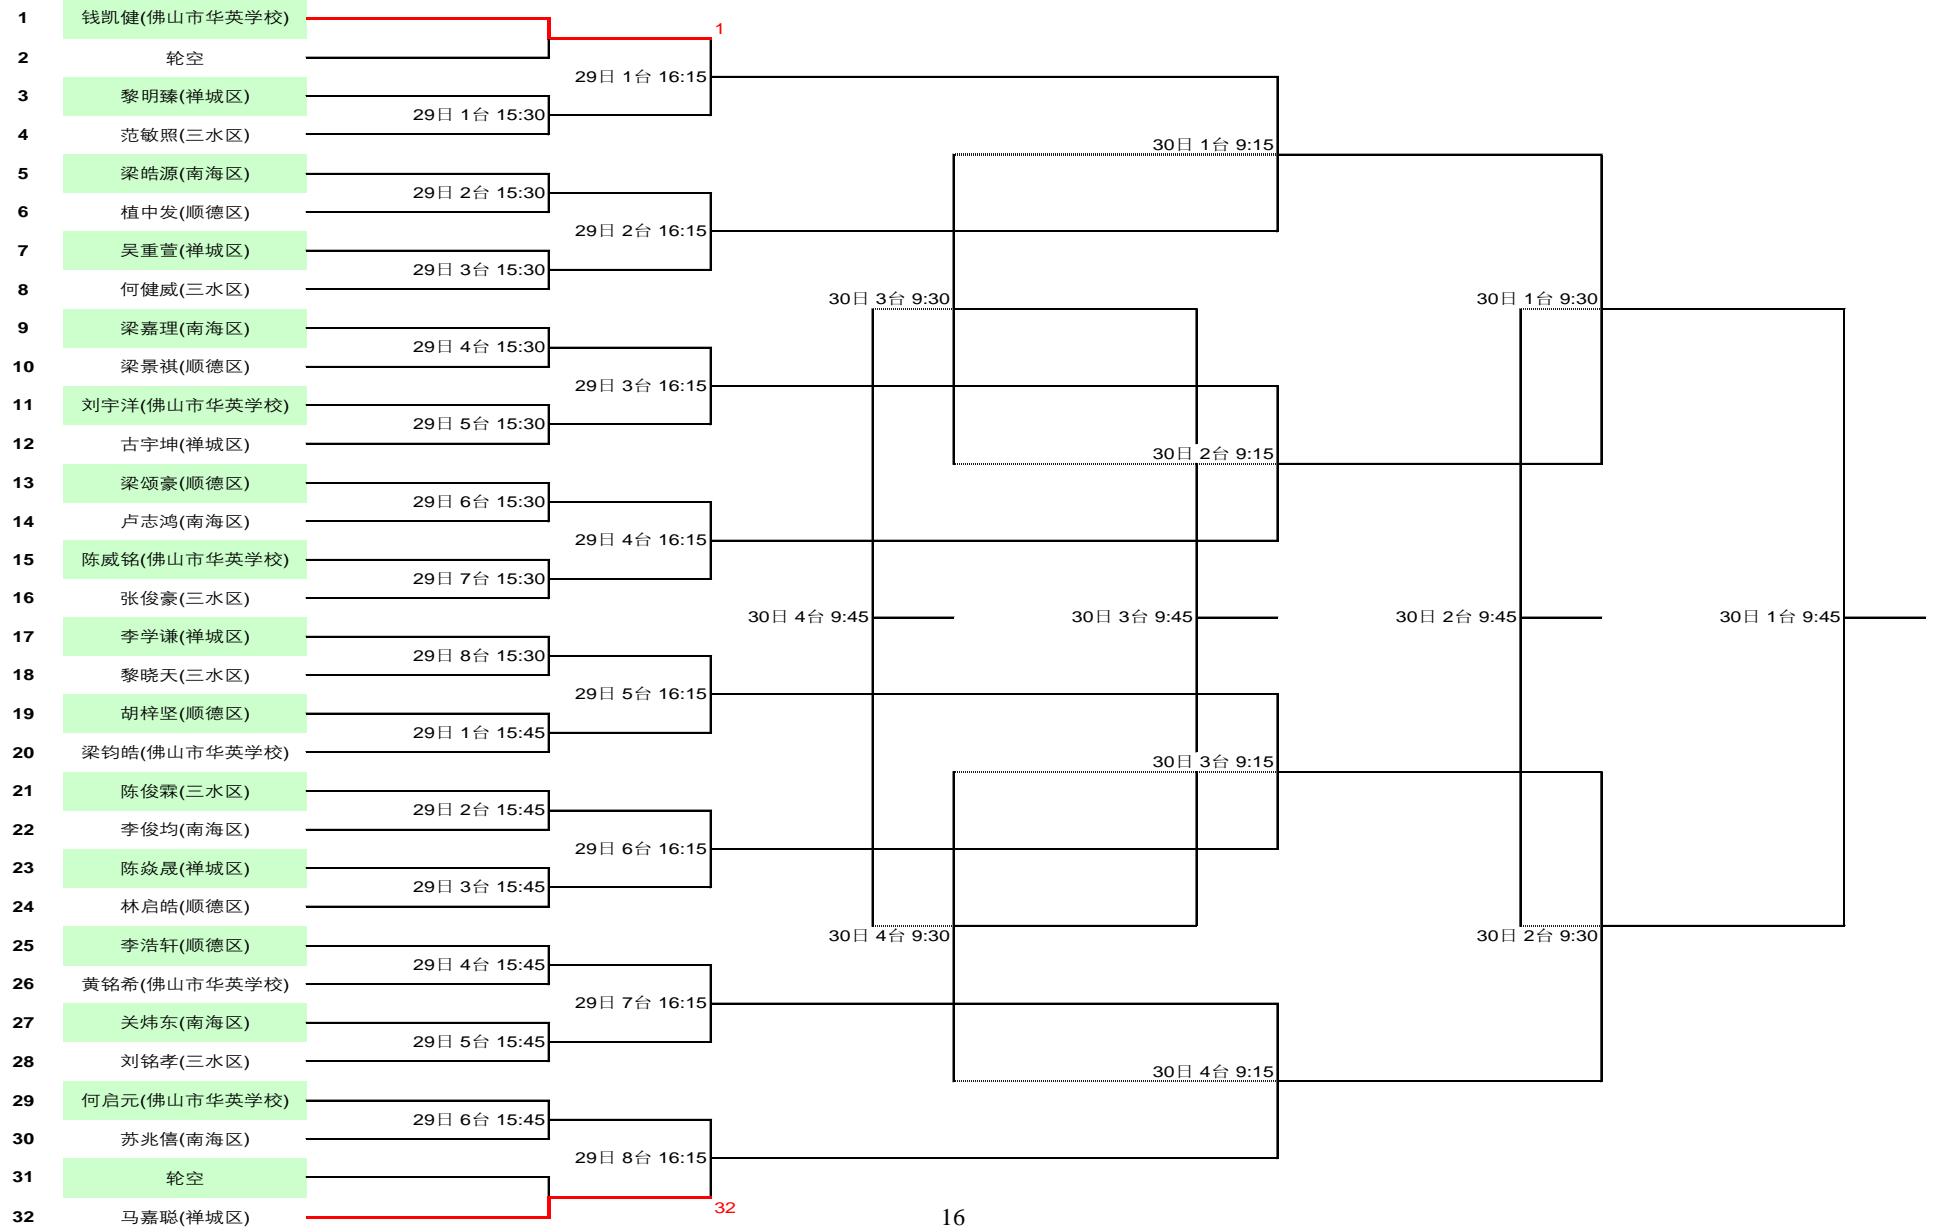 1 钱凯健(佛山市华英学校)
1
2 轮空
29日 1台 16:15
3 黎明臻(禅城区)
29日 1台 15:30
4 范敏照(三水区)
30日 1台 9:15
5 梁皓源(南海区)
29日 2台 15:30
6 植中发(顺德区)
29日 2台 16:15
7 吴重萱(禅城区)
29日 3台 15:30
8 何健威(三水区)
30日 3台 9:30
30日 1台 9:30
9 梁嘉理(南海区)
29日 4台 15:30
10 梁景祺(顺德区)
29日 3台 16:15
11 刘宇洋(佛山市华英学校)
29日 5台 15:30
12 古宇坤(禅城区)
30日 2台 9:15
13 梁颂豪(顺德区)
29日 6台 15:30
14 卢志鸿(南海区)
29日 4台 16:15
15 陈威铭(佛山市华英学校)
29日 7台 15:30
16 张俊豪(三水区)
30日 4台 9:45
30日 3台 9:45
30日 2台 9:45
30日 1台 9:45
17 李学谦(禅城区)
29日 8台 15:30
18 黎晓天(三水区)
29日 5台 16:15
19 胡梓坚(顺德区)
29日 1台 15:45
20 梁钧皓(佛山市华英学校)
30日 3台 9:15
21 陈俊霖(三水区)
29日 2台 15:45
22 李俊均(南海区)
29日 6台 16:15
23 陈焱晟(禅城区)
29日 3台 15:45
24 林启皓(顺德区)
30日 4台 9:30
30日 2台 9:30
25 李浩轩(顺德区)
29日 4台 15:45
26 黄铭希(佛山市华英学校)
29日 7台 16:15
27 关炜东(南海区)
29日 5台 15:45
28 刘铭孝(三水区)
30日 4台 9:15
29 何启元(佛山市华英学校)
29日 6台 15:45
30 苏兆僖(南海区)
29日 8台 16:15
31 轮空
32
32 马嘉聪(禅城区)
16